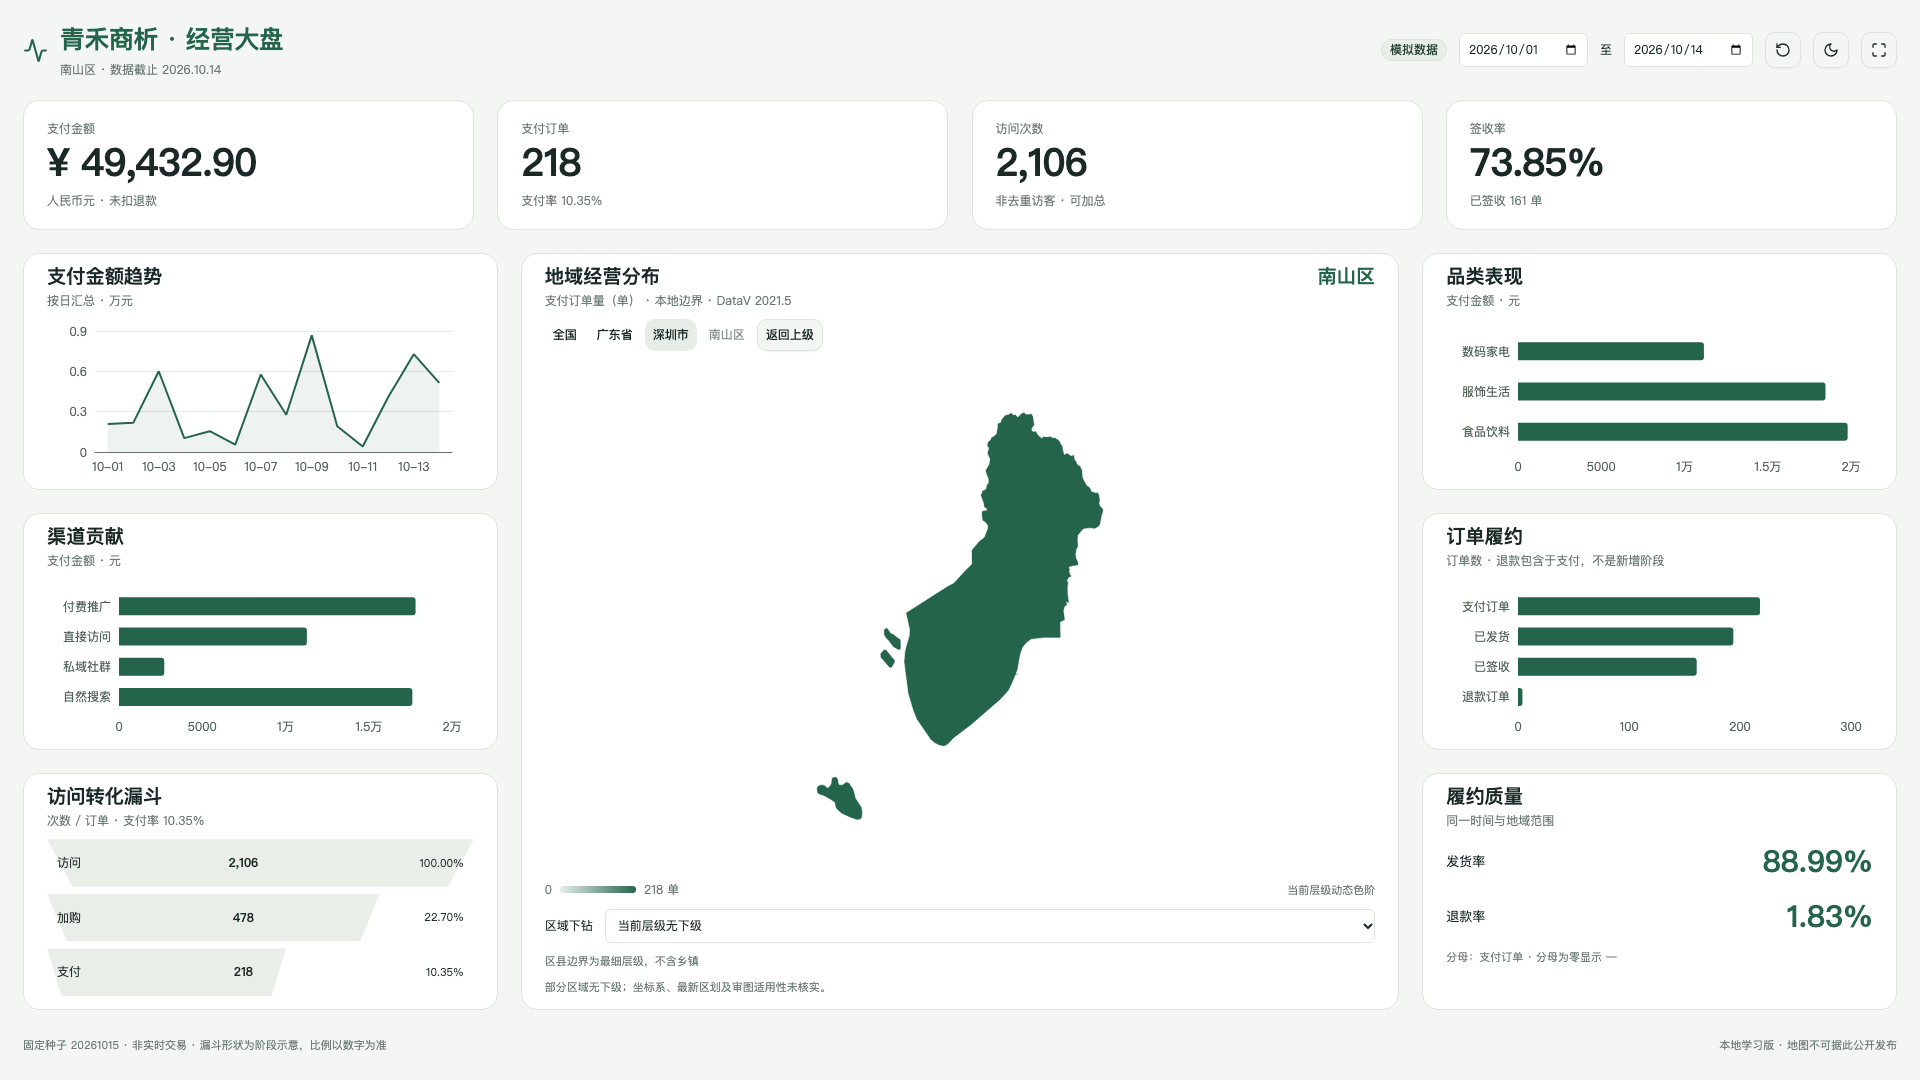 青禾商析 · 经营大盘
南山区 · 数据截止 2026.10.14
模拟数据
2026/10/01
至
2026/10/14
支付金额
¥ 49,432.90
人民币元 · 未扣退款
支付订单
218
支付率 10.35%
访问次数
2,106
非去重访客 · 可加总
签收率
73.85%
已签收 161 单
支付金额趋势
按日汇总 · 万元
0.9
0.6
0.3
0
10-01 10-03 10-05 10-07 10-09 10-11 10-13
渠道贡献
支付金额 · 元
付费推广
直接访问
私域社群
自然搜索
0 5000 1万 1.5万 2万
访问转化漏斗
次数 / 订单 · 支付率 10.35%
访问 2,106 100.00%
加购 478 22.70%
支付 218 10.35%
地域经营分布
南山区
支付订单量（单） · 本地边界 · DataV 2021.5
全国 广东省 深圳市 南山区 返回上级
0 218 单
当前层级动态色阶
区域下钻 当前层级无下级
区县边界为最细层级，不含乡镇
部分区域无下级；坐标系、最新区划及审图适用性未核实。
品类表现
支付金额 · 元
数码家电
服饰生活
食品饮料
0 5000 1万 1.5万 2万
订单履约
订单数 · 退款包含于支付，不是新增阶段
支付订单
已发货
已签收
退款订单
0 100 200 300
履约质量
同一时间与地域范围
发货率 88.99%
退款率 1.83%
分母：支付订单 · 分母为零显示 —
固定种子 20261015 · 非实时交易 · 漏斗形状为阶段示意，比例以数字为准
本地学习版 · 地图不可据此公开发布